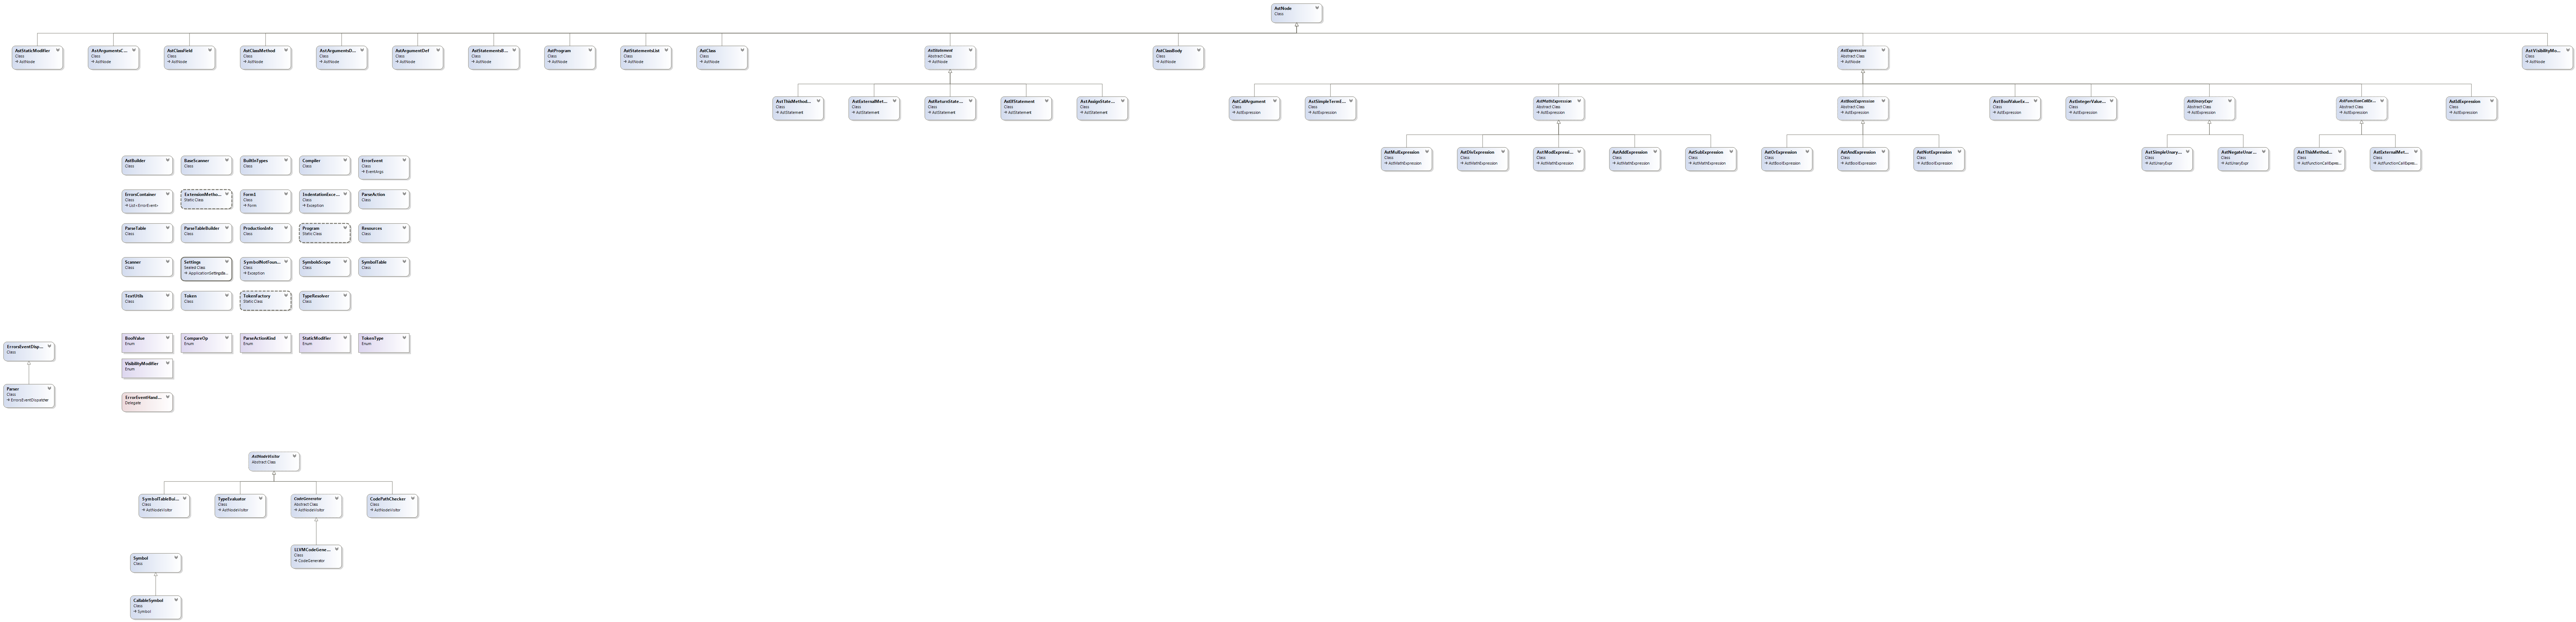 AstNode
Class
AstStaticModifier
Class
AstNode
AstArgumentsC...
Class
AstNode
AstClassField
Class
AstNode
AstClassMethod
Class
AstNode
AstArgumentsD...
Class
AstNode
AstArgumentDef
Class
AstNode
AstStatementsB...
Class
AstNode
AstProgram
Class
AstNode
AstStatementsList
Class
AstNode
AstClass
Class
AstNode
AstStatement
Abstract Class
AstNode
AstClassBody
Class
AstNode
AstExpression
Abstract Class
AstNode
AstVisibilityMo...
Class
AstNode
AstThisMethod...
Class
AstStatement
AstExternalMet...
Class
AstStatement
AstReturnState...
Class
AstStatement
AstIfStatement
Class
AstStatement
AstAssignState...
Class
AstStatement
AstCallArgument
Class
AstExpression
AstSimpleTermE...
Class
AstExpression
AstMathExpression
Abstract Class
AstExpression
AstBoolExpression
Abstract Class
AstExpression
AstBoolValueEx...
Class
AstExpression
AstIntegerValue...
Class
AstExpression
AstUnaryExpr
Abstract Class
AstExpression
AstFunctionCallEx...
Abstract Class
AstExpression
AstIdExpression
Class
AstExpression
AstMulExpression
Class
AstMathExpression
AstDivExpression
Class
AstMathExpression
AstModExpressi...
Class
AstMathExpression
AstAddExpression
Class
AstMathExpression
AstSubExpression
Class
AstMathExpression
AstOrExpression
Class
AstBoolExpression
AstAndExpression
Class
AstBoolExpression
AstNotExpression
Class
AstBoolExpression
AstSimpleUnary...
Class
AstUnaryExpr
AstNegateUnar...
Class
AstUnaryExpr
AstThisMethod...
Class
AstFunctionCallExpres...
AstExternalMet...
Class
AstFunctionCallExpres...
AstBuilder
Class
BaseScanner
Class
BuiltInTypes
Class
Compiler
Class
ErrorEvent
Class
EventArgs
ErrorsContainer
Class
List<ErrorEvent>
ExtensionMetho...
Static Class
Form1
Class
Form
IndentationExce...
Class
Exception
ParseAction
Class
ParseTable
Class
ParseTableBuilder
Class
ProductionInfo
Class
Program
Static Class
Resources
Class
Scanner
Class
Settings
Sealed Class
ApplicationSettingsBa...
SymbolNotFoun...
Class
Exception
SymbolsScope
Class
SymbolTable
Class
TextUtils
Class
Token
Class
TokenFactory
Static Class
TypeResolver
Class
BoolValue
Enum
CompareOp
Enum
ParseActionKind
Enum
StaticModifier
Enum
TokenType
Enum
VisibilityModifier
Enum
ErrorEventHand...
Delegate
ErrorsEventDisp...
Class
Parser
Class
ErrorsEventDispatcher
AstNodeVisitor
Abstract Class
SymbolTableBui...
Class
AstNodeVisitor
TypeEvaluator
Class
AstNodeVisitor
CodeGenerator
Abstract Class
AstNodeVisitor
CodePathChecker
Class
AstNodeVisitor
LLVMCodeGene...
Class
CodeGenerator
Symbol
Class
CallableSymbol
Class
Symbol